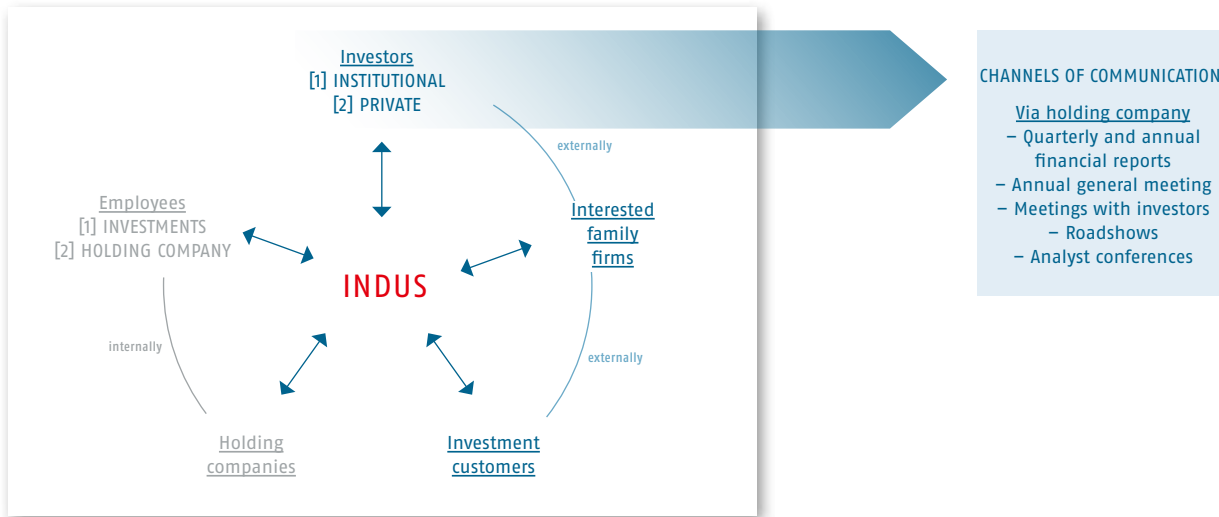 Investors
[1] INSTITUTIONAL
[2] PRIVATE
externally
Employees
[1] INVESTMENTS
[2] HOLDING COMPANY
Interested
family
firms
INDUS
internally
externally
Holding
companies
Investment
customers
CHANNELS OF COMMUNICATION
Via holding company
– Quarterly and annual
financial reports
– Annual general meeting
– Meetings with investors
– Roadshows
– Analyst conferences